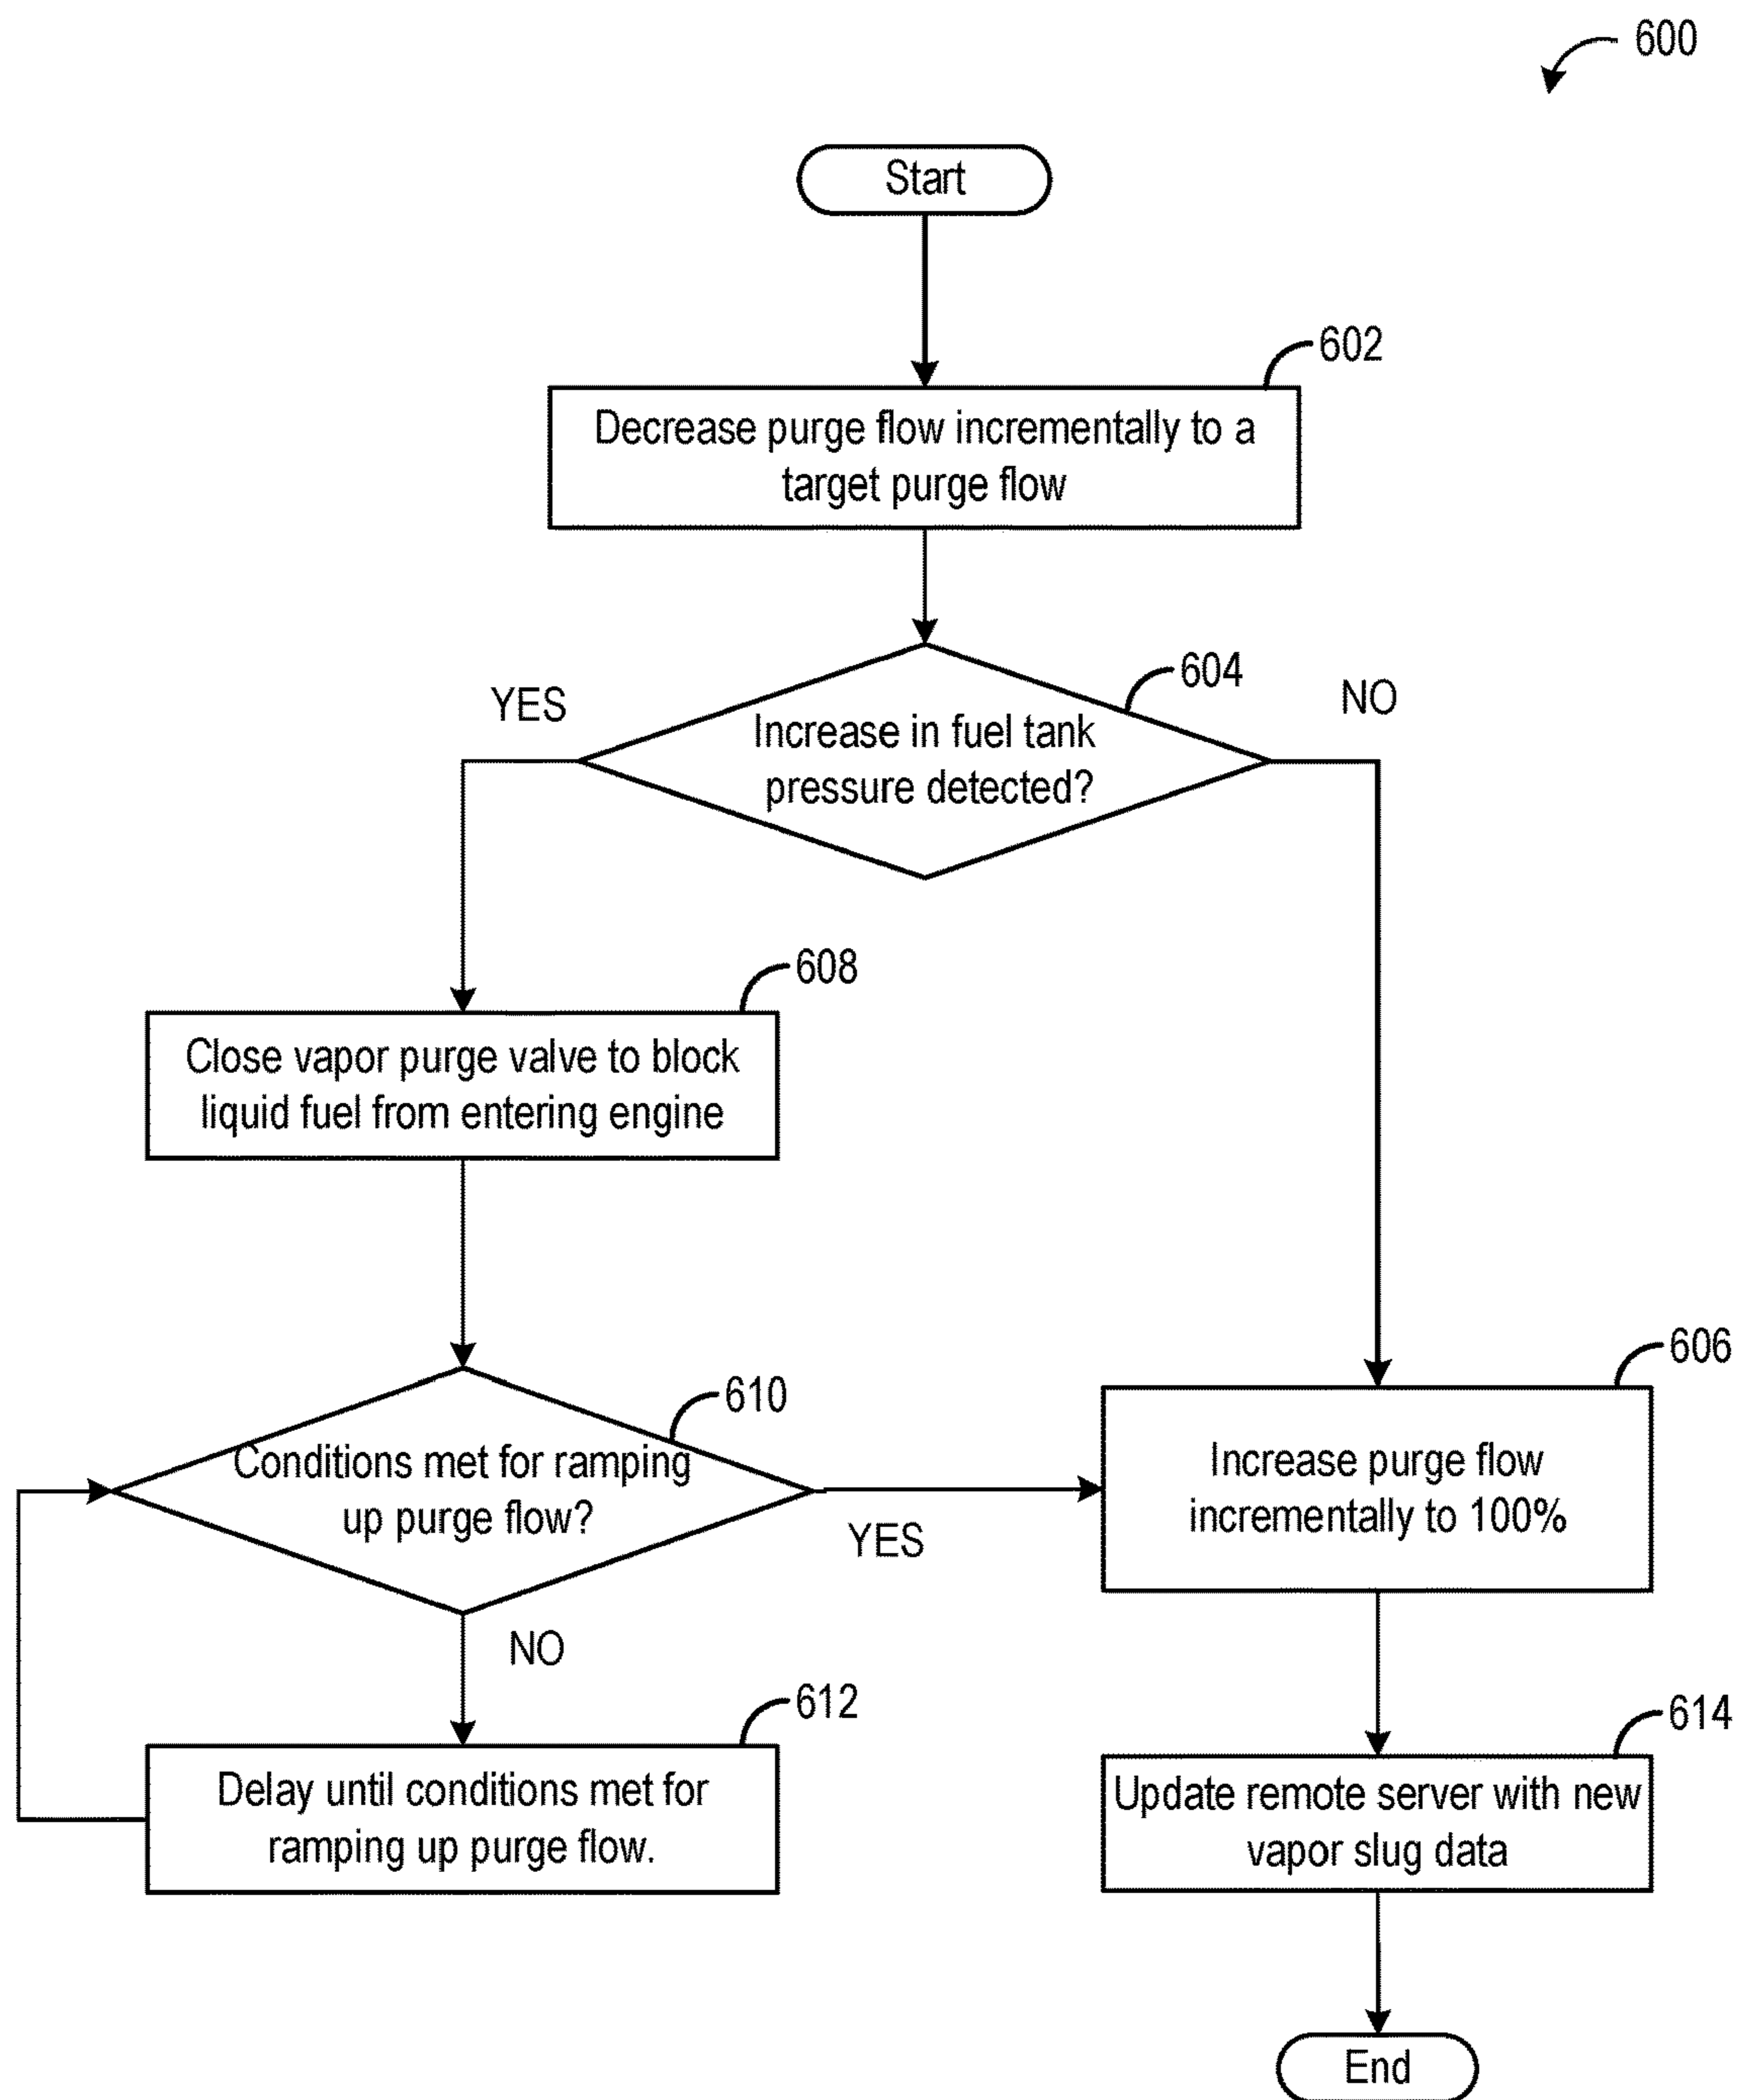 600
Start
602
Decrease purge flow incrementally to a
target purge flow
604
YES
NO
Increase in fuel tank
pressure detected?
608
Close vapor purge valve to block
liquid fuel from entering engine
606
610
Conditions met for ramping
up purge flow?
YES
Increase purge flow
incrementally to 100%
NO
612
614
Delay until conditions met for
ramping up purge flow.
Update remote server with new
vapor slug data
End